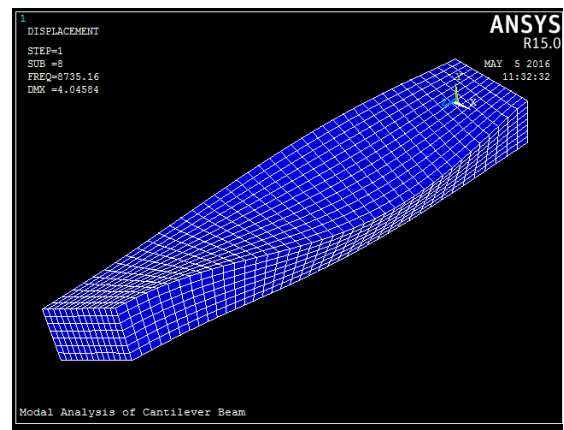 1
DISPLACEMENT
STEP=1
SUB =8
FREQ=8735.16
DMX =4.04584
ANSYS
R15.0
MAY 5 2016
11:32:32
Y
X
Modal Analysis of Cantilever Beam